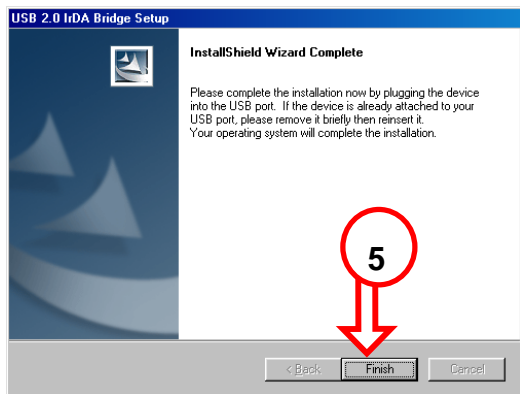 USB 2.0 IrDA Bridge Setup
InstallShield Wizard Complete
Please complete the installation now by plugging the device
into the USB port. If the device is already attached to your
USB port, please remove it briefly then reinsert it.
Your operating system will complete the installation.
5
< Back Finish Cancel